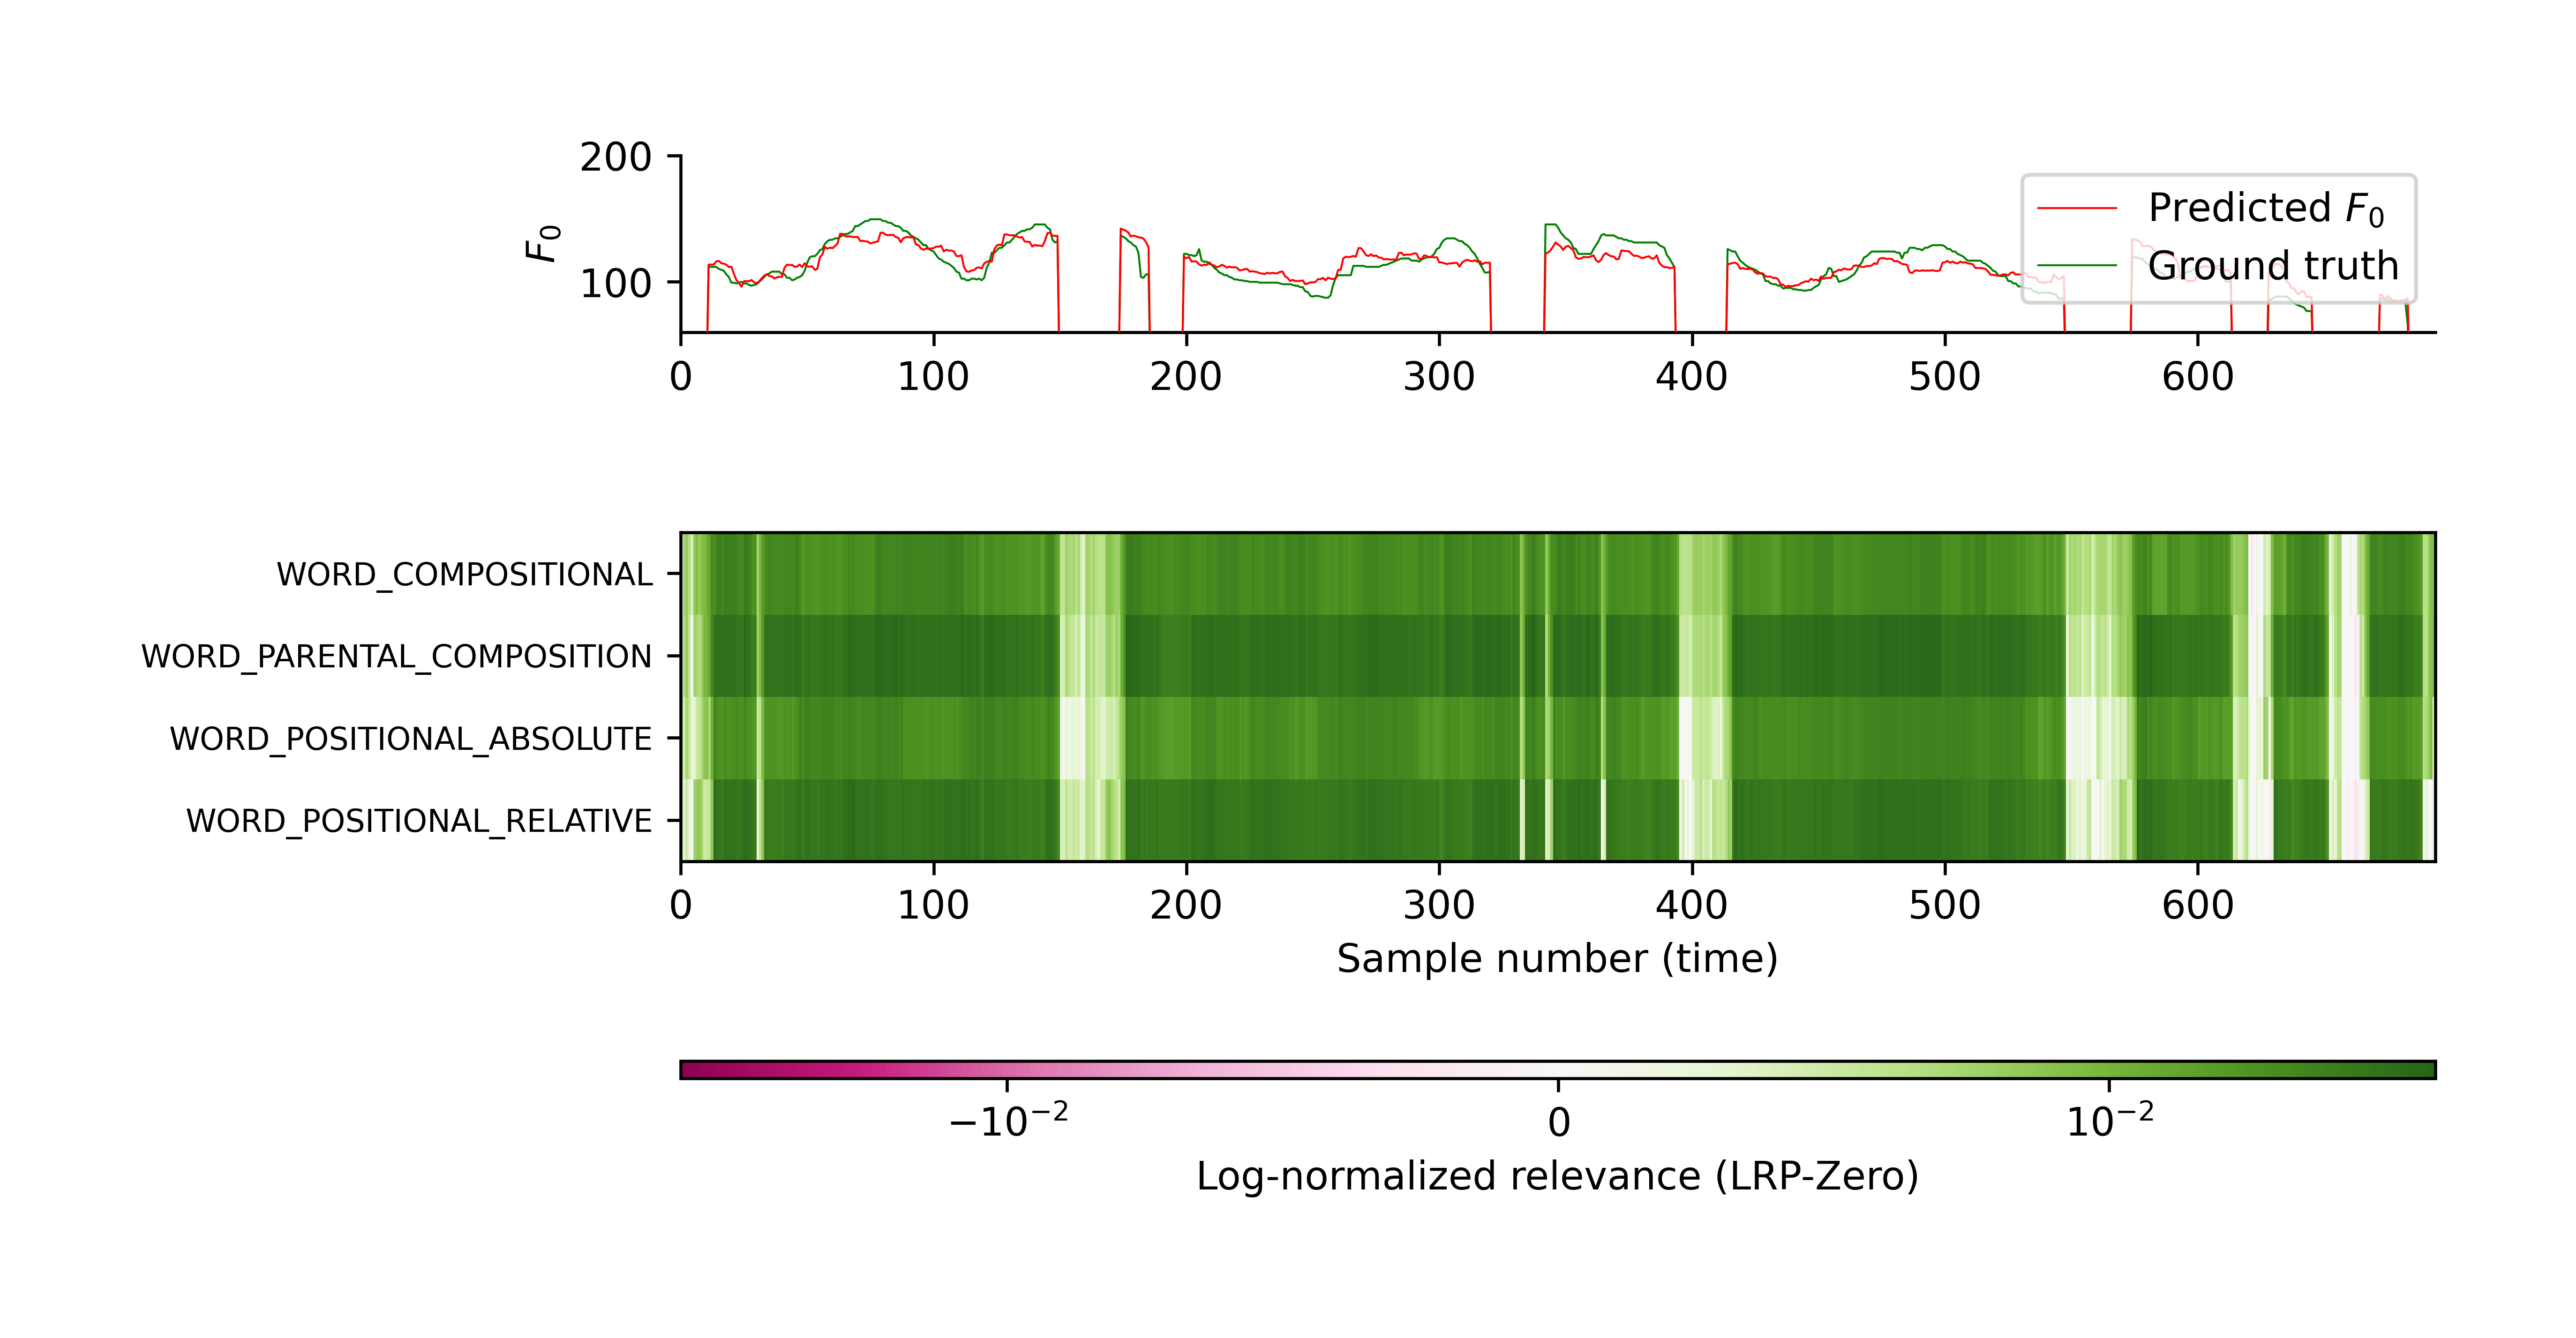 200
100
F₀
Predicted F₀
Ground truth
0 100 200 300 400 500 600
WORD_COMPOSITIONAL
WORD_PARENTAL_COMPOSITION
WORD_POSITIONAL_ABSOLUTE
WORD_POSITIONAL_RELATIVE
0 100 200 300 400 500 600
Sample number (time)
−10⁻² 0 10⁻²
Log-normalized relevance (LRP-Zero)